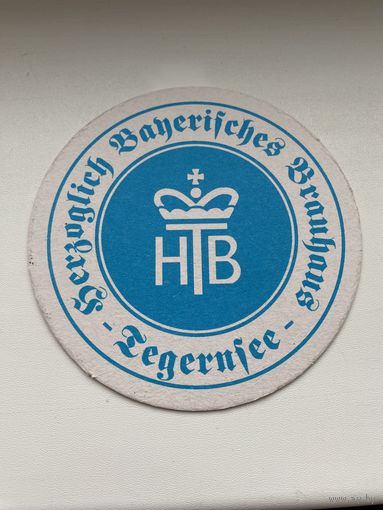 Herzoglich Bayerisches Brauhaus
- Tegernsee -
HTB